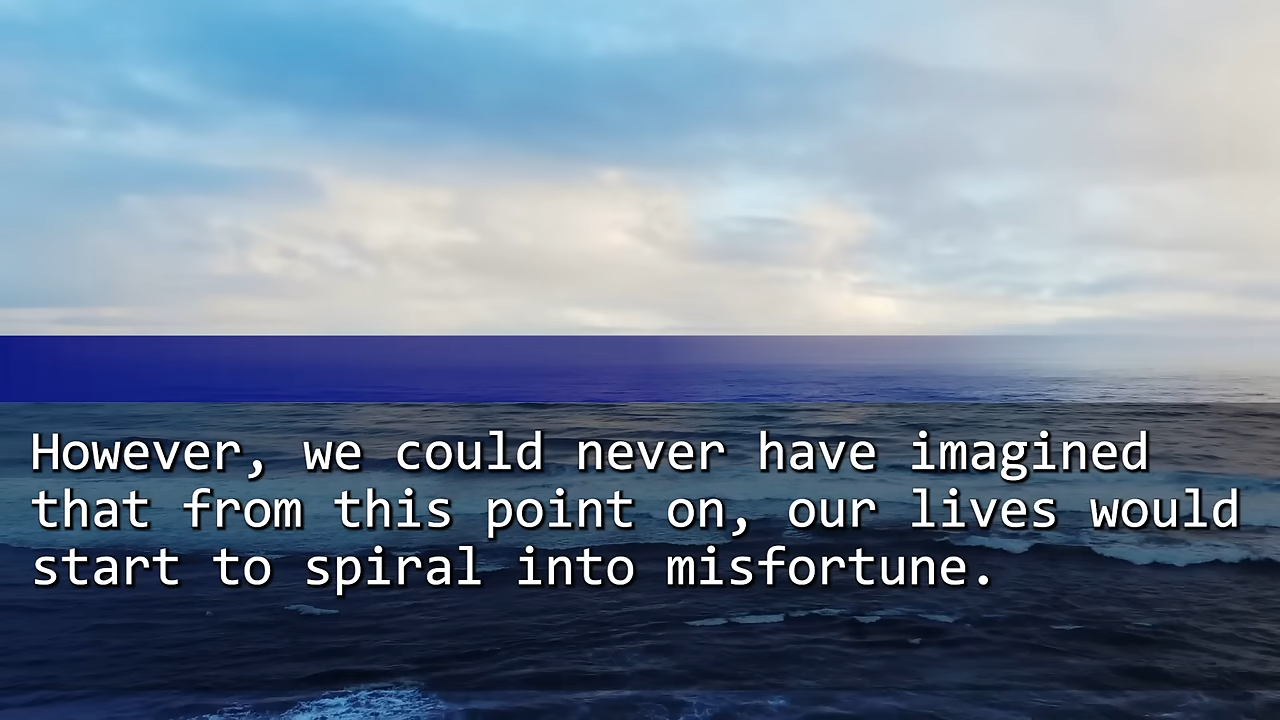 However, we could never have imagined
that from this point on, our lives would
start to spiral into misfortune.